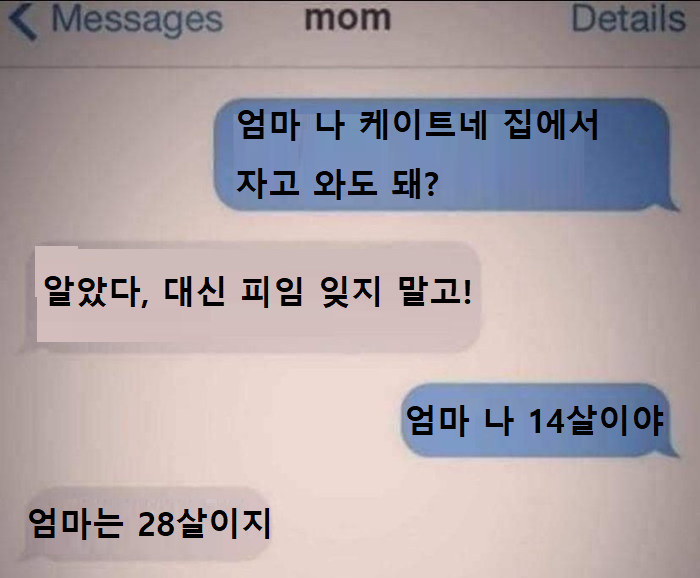 Messages mom Details
엄마 나 케이트네 집에서
자고 와도 돼?
알았다, 대신 피임 잊지 말고!
엄마 나 14살이야
엄마는 28살이지